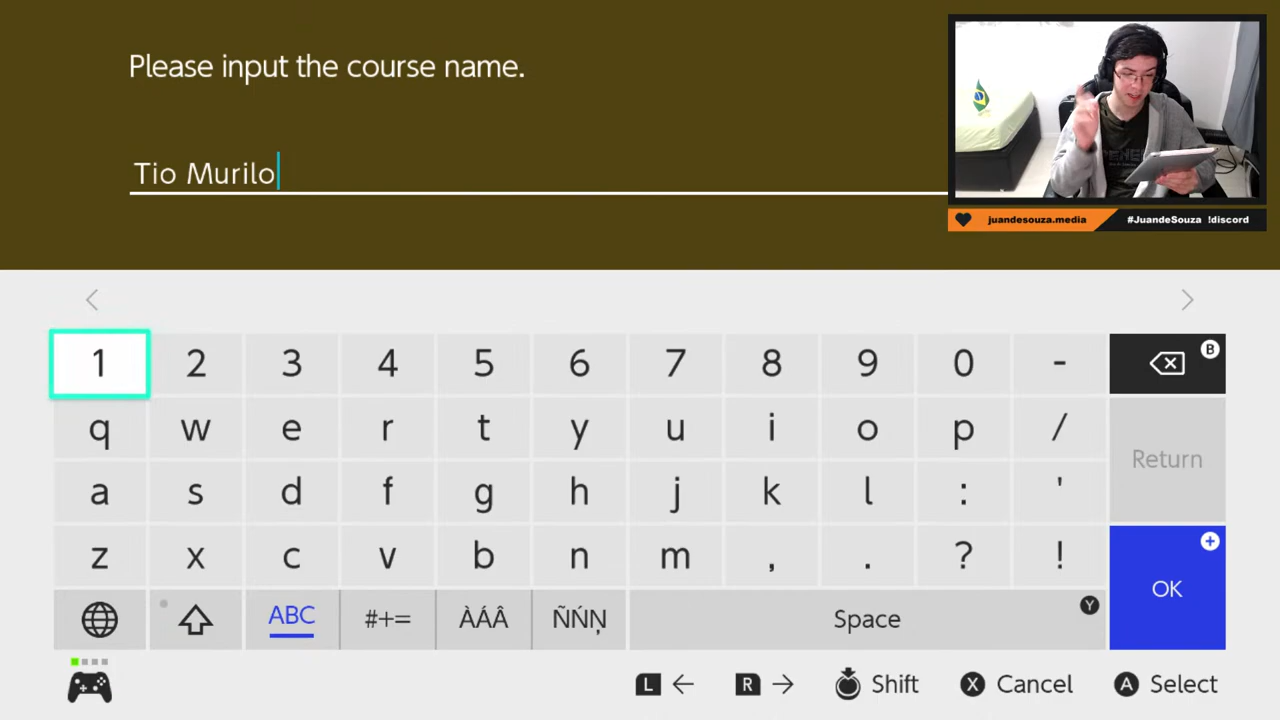 Please input the course name.
Tio Murilo
juandesouza.media
#JuandeSouza !discord
1 2 3 4 5 6 7 8 9 0 - B
q w e r t y u i o p /
Return
a s d f g h j k l : '
z x c v b n m , . ? ! +
OK
ABC #+= ÀÁÂ ÑŃŅ Space Y
L ← R → Shift X Cancel A Select